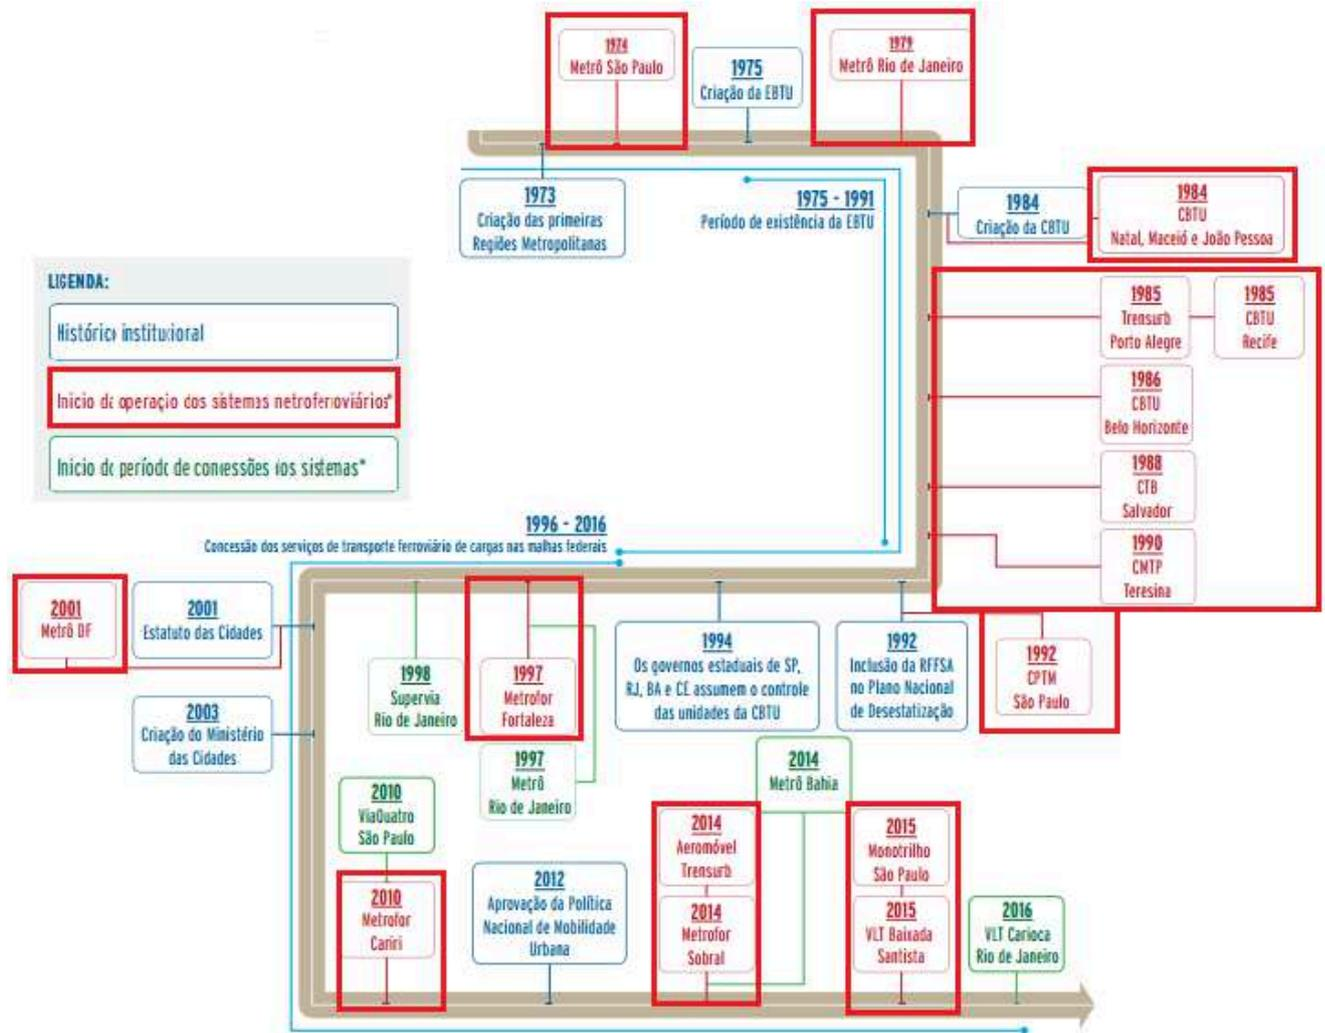 1974
Metrô São Paulo
1975
Criação da EBTU
1979
Metrô Rio de Janeiro
1973
Criação das primeiras
Regiões Metropolitanas
1975 - 1991
Período de existência da EBTU
1984
Criação da CBTU
1984
CBTU
Natal, Maceió e João Pessoa
LIGENDA:
Histórico institucional
Inicio de operação dos sistemas netroferroviários*
Inicio do período de concessões dos sistemas*
1985
Trensurb
Porto Alegre
1985
CBTU
Recife
1986
CBTU
Belo Horizonte
1988
CTB
Salvador
1990
CMTP
Teresina
1996 - 2016
Concessão dos serviços de transporte ferroviário de cargas nas malhas federais
2001
Metrô DF
2001
Estatuto das Cidades
2003
Criação do Ministério
das Cidades
1998
Supervia
Rio de Janeiro
1997
Metrofor
Fortaleza
1997
Metrô
Rio de Janeiro
1994
Os governos estaduais de SP,
RJ, BA e CE assumem o controle
das unidades da CBTU
1992
Inclusão da RFFSA
no Plano Nacional
de Desestatização
1992
CPTM
São Paulo
2010
ViaQuatro
São Paulo
2010
Metrofor
Cariri
2012
Aprovação da Política
Nacional de Mobilidade
Urbana
2014
Metrô Bahia
2014
Aeromóvel
Trensurb
2014
Metrofor
Sobral
2015
Monotrilho
São Paulo
2015
VLT Baixada
Santista
2016
VLT Carioca
Rio de Janeiro